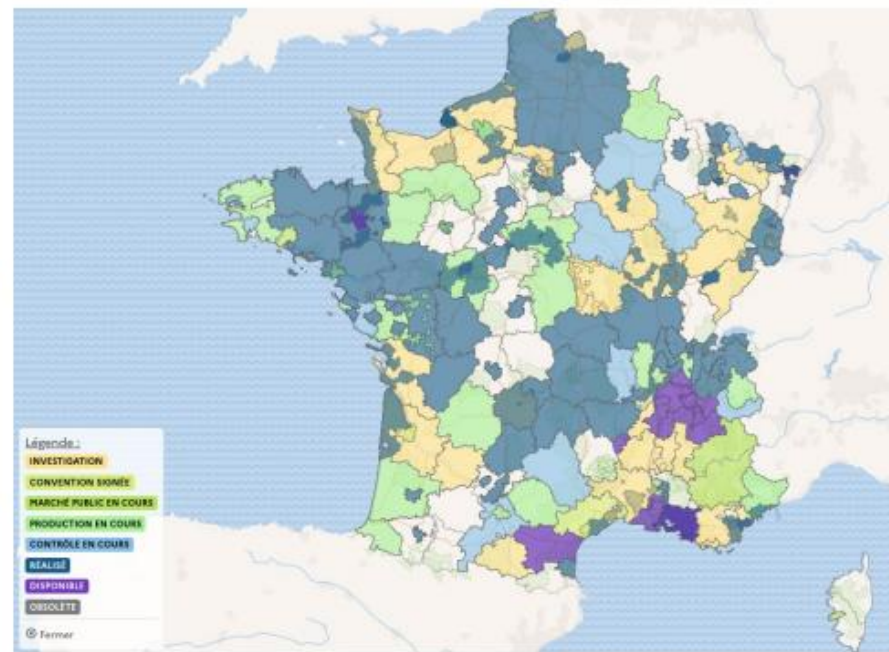 Légende :
INVESTIGATION
CONVENTION SIGNÉE
MARCHÉ PUBLIC EN COURS
PRODUCTION EN COURS
CONTRÔLE EN COURS
RÉALISÉ
DISPONIBLE
OBSOLÈTE
Fermer